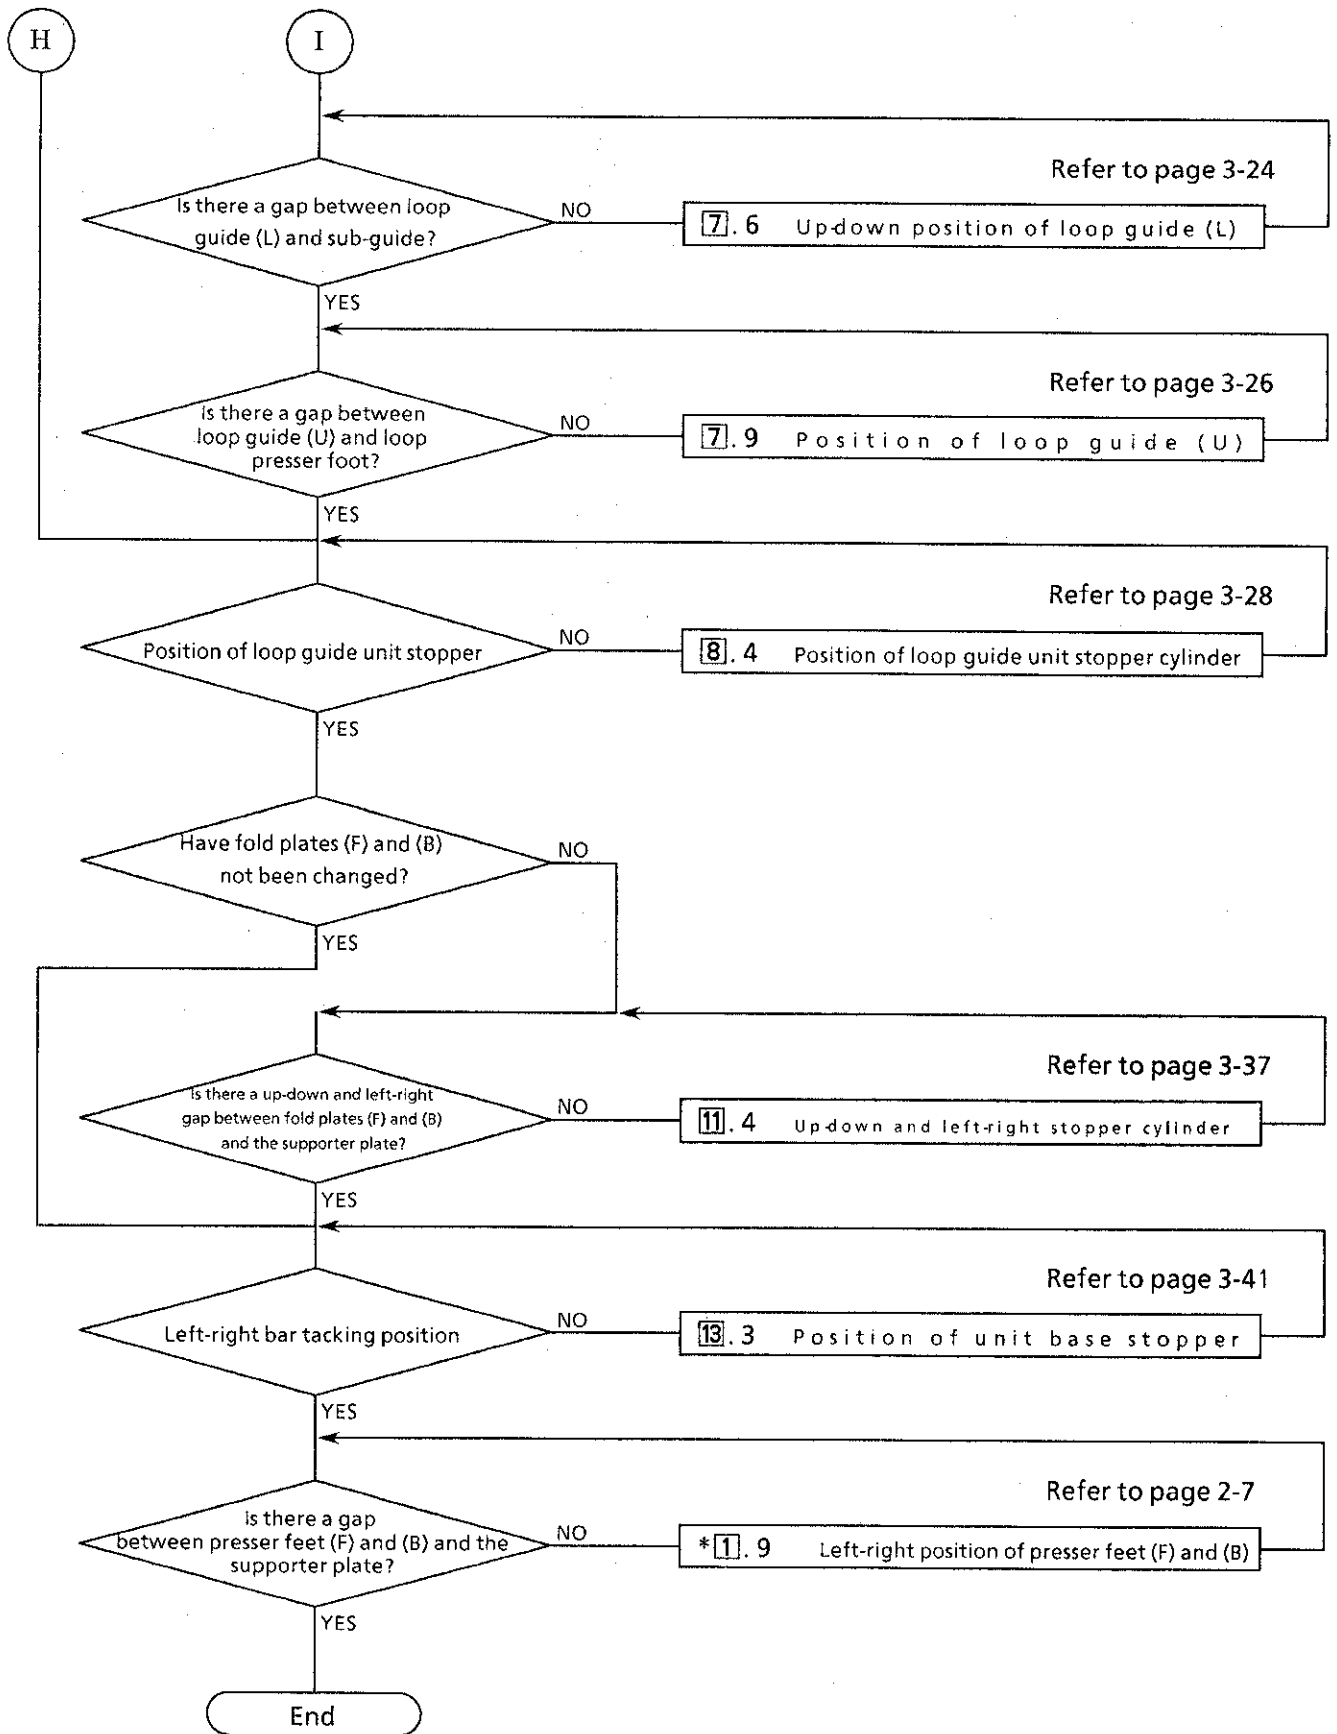 H
I
Refer to page 3-24
Is there a gap between loop
guide (L) and sub-guide?
NO
7. 6 Up-down position of loop guide (L)
YES
Refer to page 3-26
Is there a gap between
loop guide (U) and loop
presser foot?
NO
7. 9 Position of loop guide (U)
YES
Refer to page 3-28
Position of loop guide unit stopper
NO
8. 4 Position of loop guide unit stopper cylinder
YES
Have fold plates (F) and (B)
not been changed?
NO
YES
Refer to page 3-37
Is there a up-down and left-right
gap between fold plates (F) and (B)
and the supporter plate?
NO
11. 4 Up-down and left-right stopper cylinder
YES
Refer to page 3-41
Left-right bar tacking position
NO
13. 3 Position of unit base stopper
YES
Refer to page 2-7
Is there a gap
between presser feet (F) and (B) and the
supporter plate?
NO
*1. 9 Left-right position of presser feet (F) and (B)
YES
End